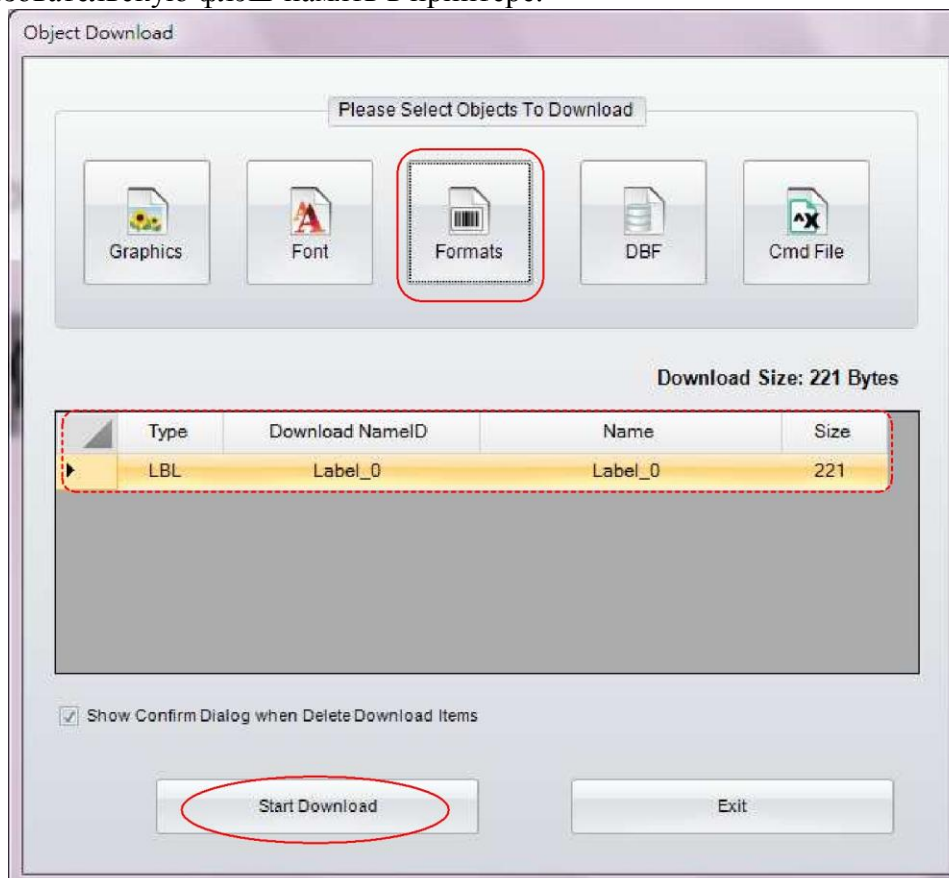 в принтере.
Object Download
Please Select Objects To Download
Graphics Font Formats DBF Cmd File
Download Size: 221 Bytes
Type Download NameID Name Size
LBL Label_0 Label_0 221
Show Confirm Dialog when Delete Download Items
Start Download Exit